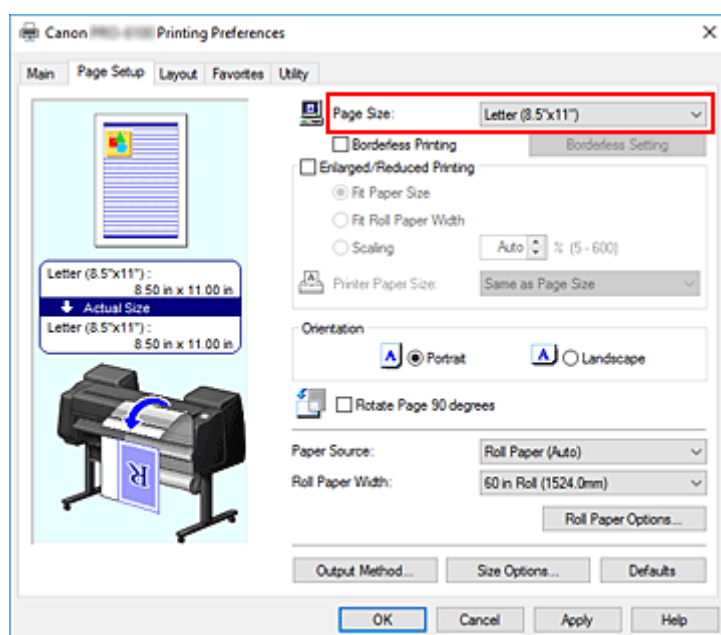 Canon Printing Preferences
Main Page Setup Layout Favorites Utility
Page Size: Letter (8.5"x11")
Borderless Printing Borderless Setting
Enlarged/Reduced Printing
Fit Paper Size
Fit Roll Paper Width
Scaling Auto % (5 - 600)
Printer Paper Size: Same as Page Size
Letter (8.5"x11") :
8.50 in x 11.00 in
Actual Size
Letter (8.5"x11") :
8.50 in x 11.00 in
Orientation
A Portrait A Landscape
Rotate Page 90 degrees
Paper Source: Roll Paper (Auto)
Roll Paper Width: 60 in Roll (1524.0mm)
Roll Paper Options...
Output Method... Size Options... Defaults
OK Cancel Apply Help